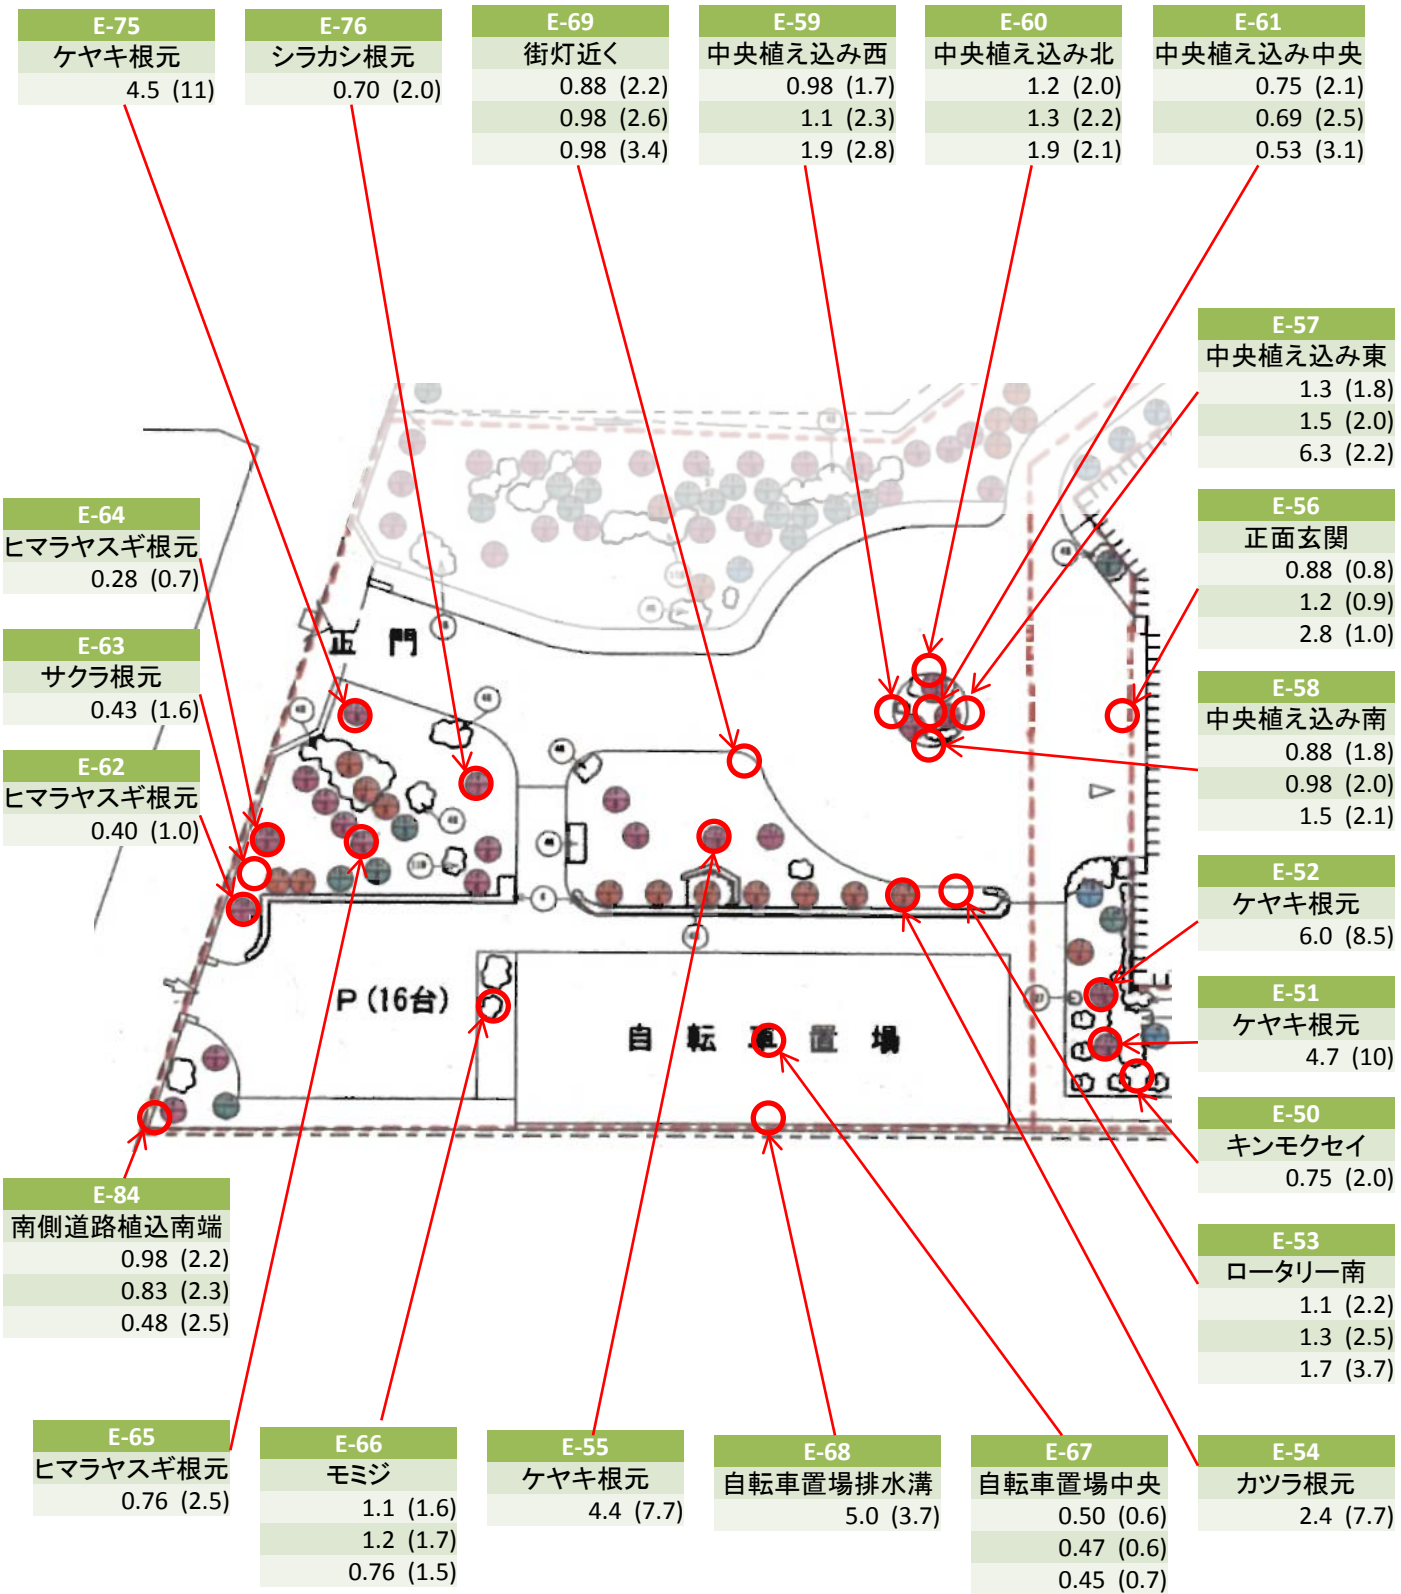 E-75
ケヤキ根元
4.5 (11)
E-76
シラカシ根元
0.70 (2.0)
E-69
街灯近く
0.88 (2.2)
0.98 (2.6)
0.98 (3.4)
E-59
中央植え込み西
0.98 (1.7)
1.1 (2.3)
1.9 (2.8)
E-60
中央植え込み北
1.2 (2.0)
1.3 (2.2)
1.9 (2.1)
E-61
中央植え込み中央
0.75 (2.1)
0.69 (2.5)
0.53 (3.1)
E-57
中央植え込み東
1.3 (1.8)
1.5 (2.0)
6.3 (2.2)
E-64
ヒマラヤスギ根元
0.28 (0.7)
E-56
正面玄関
0.88 (0.8)
1.2 (0.9)
2.8 (1.0)
E-63
サクラ根元
0.43 (1.6)
正 門
E-58
中央植え込み南
0.88 (1.8)
0.98 (2.0)
1.5 (2.1)
E-62
ヒマラヤスギ根元
0.40 (1.0)
E-52
ケヤキ根元
6.0 (8.5)
P (16台)
自 転 車 置 場
E-51
ケヤキ根元
4.7 (10)
E-50
キンモクセイ
0.75 (2.0)
E-84
南側道路植込南端
0.98 (2.2)
0.83 (2.3)
0.48 (2.5)
E-53
ロータリー南
1.1 (2.2)
1.3 (2.5)
1.7 (3.7)
E-65
ヒマラヤスギ根元
0.76 (2.5)
E-66
モミジ
1.1 (1.6)
1.2 (1.7)
0.76 (1.5)
E-55
ケヤキ根元
4.4 (7.7)
E-68
自転車置場排水溝
5.0 (3.7)
E-67
自転車置場中央
0.50 (0.6)
0.47 (0.6)
0.45 (0.7)
E-54
カツラ根元
2.4 (7.7)